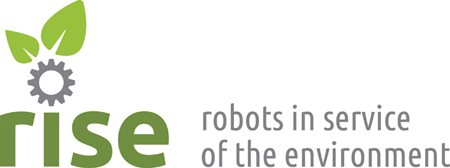 rise
robots in service
of the environment